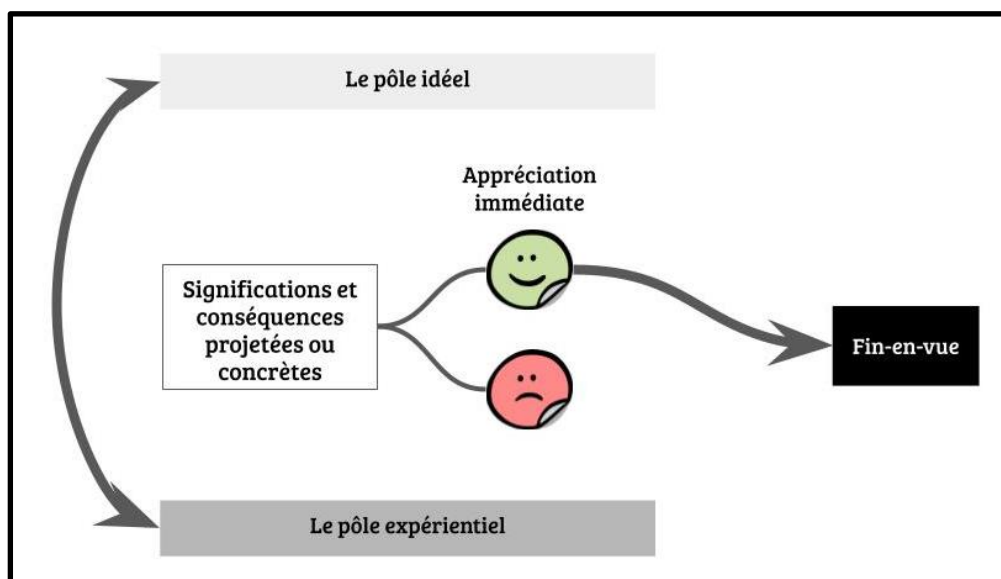 Le pôle idéel
Appréciation
immédiate
Significations et
conséquences
projetées ou
concrètes
Fin-en-vue
Le pôle expérientiel